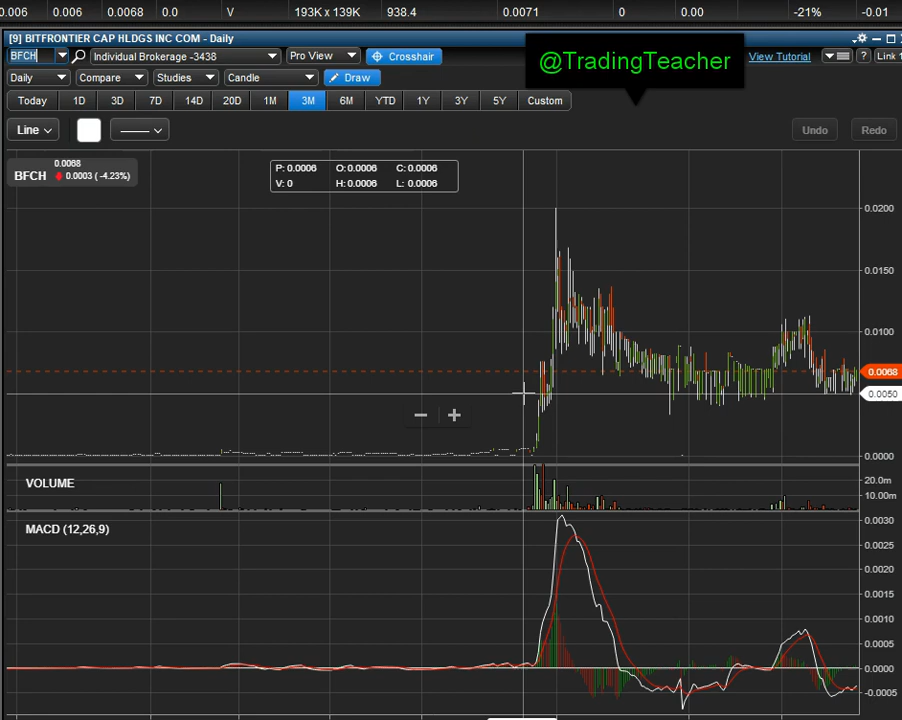 0.006 0.006 0.0068 0.0 V 193K x 139K 938.4 0.0071 0 0.00 -21% -0.01
[9] BITFRONTIER CAP HLDGS INC COM - Daily
BFCH Individual Brokerage -3438 Pro View Crosshair View Tutorial ? Link 1
@TradingTeacher
Daily Compare Studies Candle Draw
Today 1D 3D 7D 14D 20D 1M 3M 6M YTD 1Y 3Y 5Y Custom
Line Undo Redo
0.0068
BFCH 0.0003 ( -4.23%)
P: 0.0006 O: 0.0006 C: 0.0006
V: 0 H: 0.0006 L: 0.0006
0.0200
0.0150
0.0100
0.0068
0.0050
0.0000
VOLUME
20.0m
10.00m
MACD (12,26,9)
0.0030
0.0025
0.0020
0.0015
0.0010
0.0005
0.0000
-0.0005